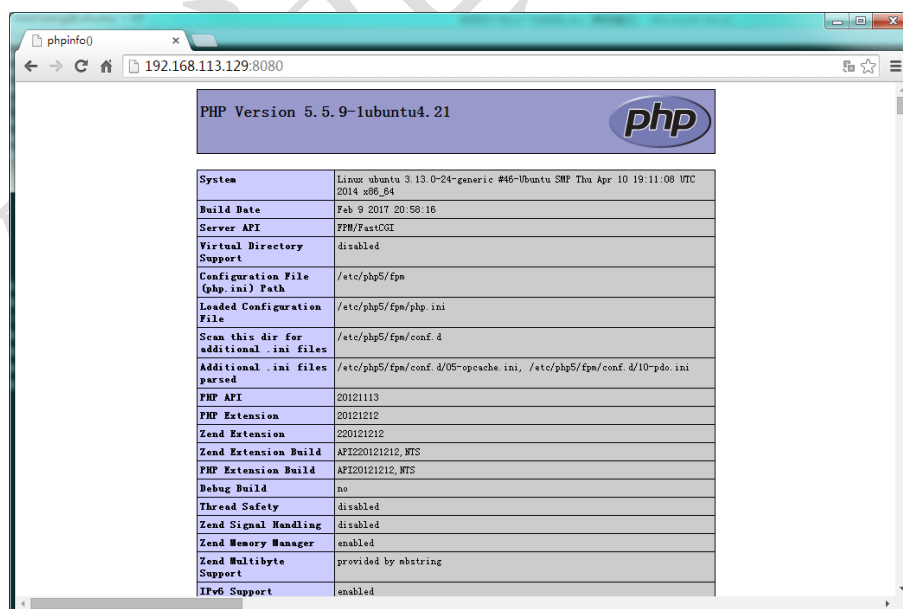 phpinfo()
192.168.113.129:8080
PHP Version 5.5.9-1ubuntu4.21
php
System Linux ubuntu 3.13.0-24-generic #46-Ubuntu SMP Thu Apr 10 19:11:08 UTC
2014 x86_64
Build Date Feb 9 2017 20:58:16
Server API FPM/FastCGI
Virtual Directory disabled
Support
Configuration File /etc/php5/fpm
(php.ini) Path
Loaded Configuration /etc/php5/fpm/php.ini
File
Scan this dir for /etc/php5/fpm/conf.d
additional .ini files
Additional .ini files /etc/php5/fpm/conf.d/05-opcache.ini, /etc/php5/fpm/conf.d/10-pdo.ini
parsed
PHP API 20121113
PHP Extension 20121212
Zend Extension 220121212
Zend Extension Build API220121212,NTS
PHP Extension Build API20121212,NTS
Debug Build no
Thread Safety disabled
Zend Signal Handling disabled
Zend Memory Manager enabled
Zend Multibyte provided by mbstring
Support
IPv6 Support enabled